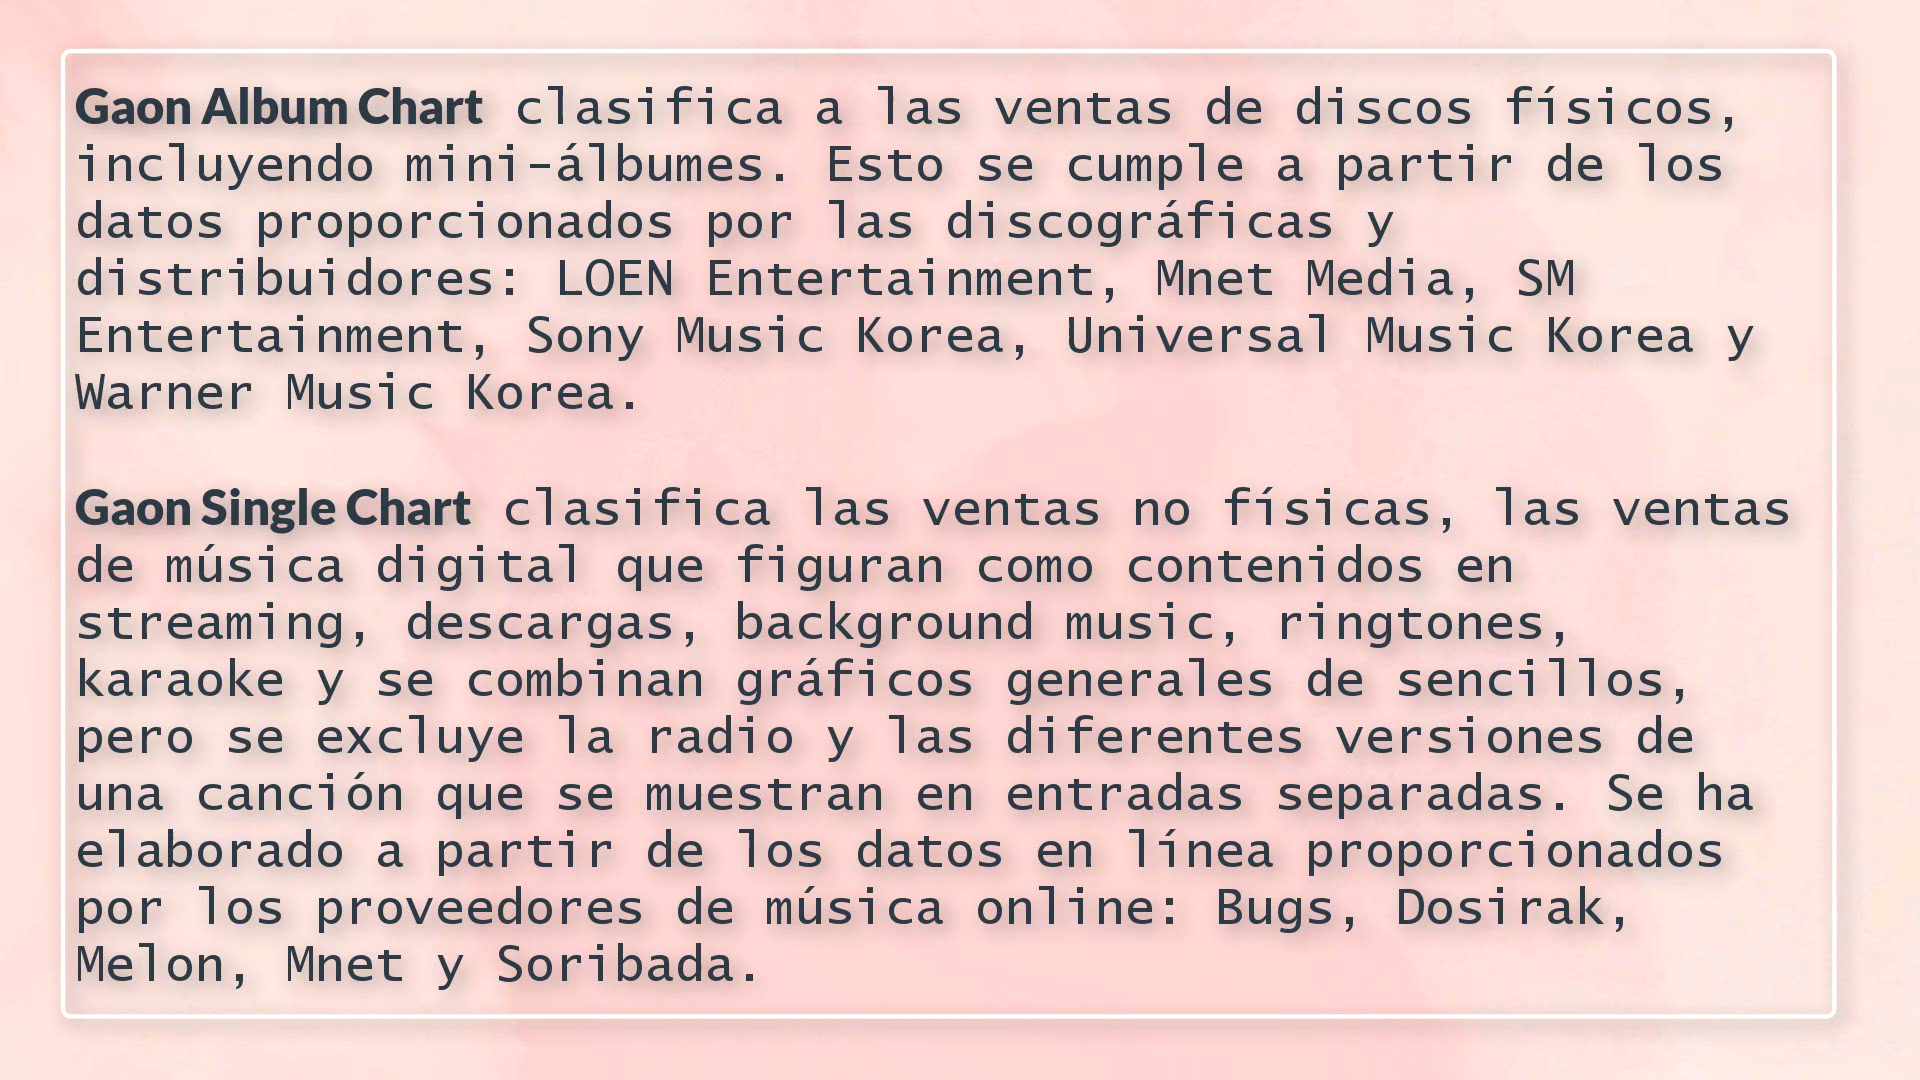 Gaon Album Chart clasifica a las ventas de discos físicos,
incluyendo mini-álbumes. Esto se cumple a partir de los
datos proporcionados por las discográficas y
distribuidores: LOEN Entertainment, Mnet Media, SM
Entertainment, Sony Music Korea, Universal Music Korea y
Warner Music Korea.
Gaon Single Chart clasifica las ventas no físicas, las ventas
de música digital que figuran como contenidos en
streaming, descargas, background music, ringtones,
karaoke y se combinan gráficos generales de sencillos,
pero se excluye la radio y las diferentes versiones de
una canción que se muestran en entradas separadas. Se ha
elaborado a partir de los datos en línea proporcionados
por los proveedores de música online: Bugs, Dosirak,
Melon, Mnet y Soribada.